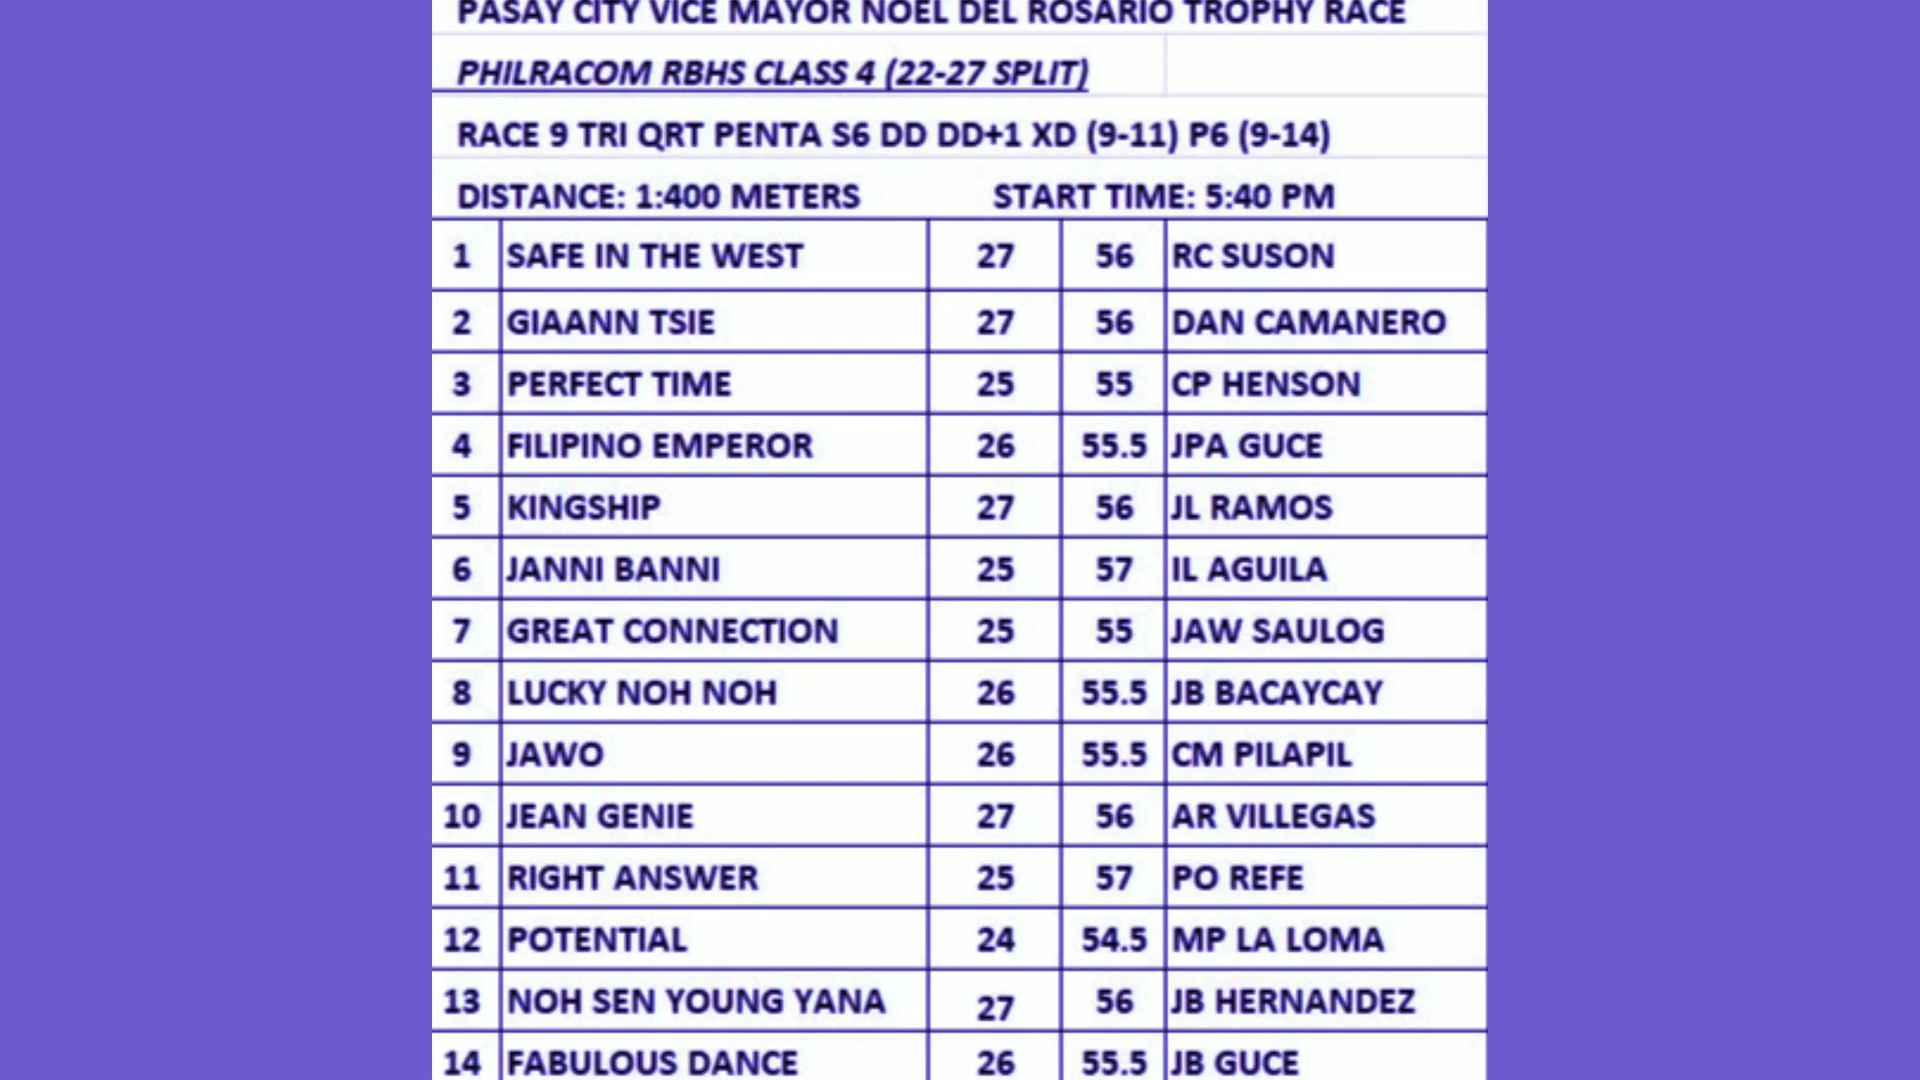 PASAY CITY VICE MAYOR NOEL DEL ROSARIO TROPHY RACE
PHILRACOM RBHS CLASS 4 (22-27 SPLIT)
RACE 9 TRI QRT PENTA S6 DD DD+1 XD (9-11) P6 (9-14)
DISTANCE: 1:400 METERS START TIME: 5:40 PM
1 SAFE IN THE WEST 27 56 RC SUSON
2 GIAANN TSIE 27 56 DAN CAMANERO
3 PERFECT TIME 25 55 CP HENSON
4 FILIPINO EMPEROR 26 55.5 JPA GUCE
5 KINGSHIP 27 56 JL RAMOS
6 JANNI BANNI 25 57 IL AGUILA
7 GREAT CONNECTION 25 55 JAW SAULOG
8 LUCKY NOH NOH 26 55.5 JB BACAYCAY
9 JAWO 26 55.5 CM PILAPIL
10 JEAN GENIE 27 56 AR VILLEGAS
11 RIGHT ANSWER 25 57 PO REFE
12 POTENTIAL 24 54.5 MP LA LOMA
13 NOH SEN YOUNG YANA 27 56 JB HERNANDEZ
14 FABULOUS DANCE 26 55.5 JB GUCE